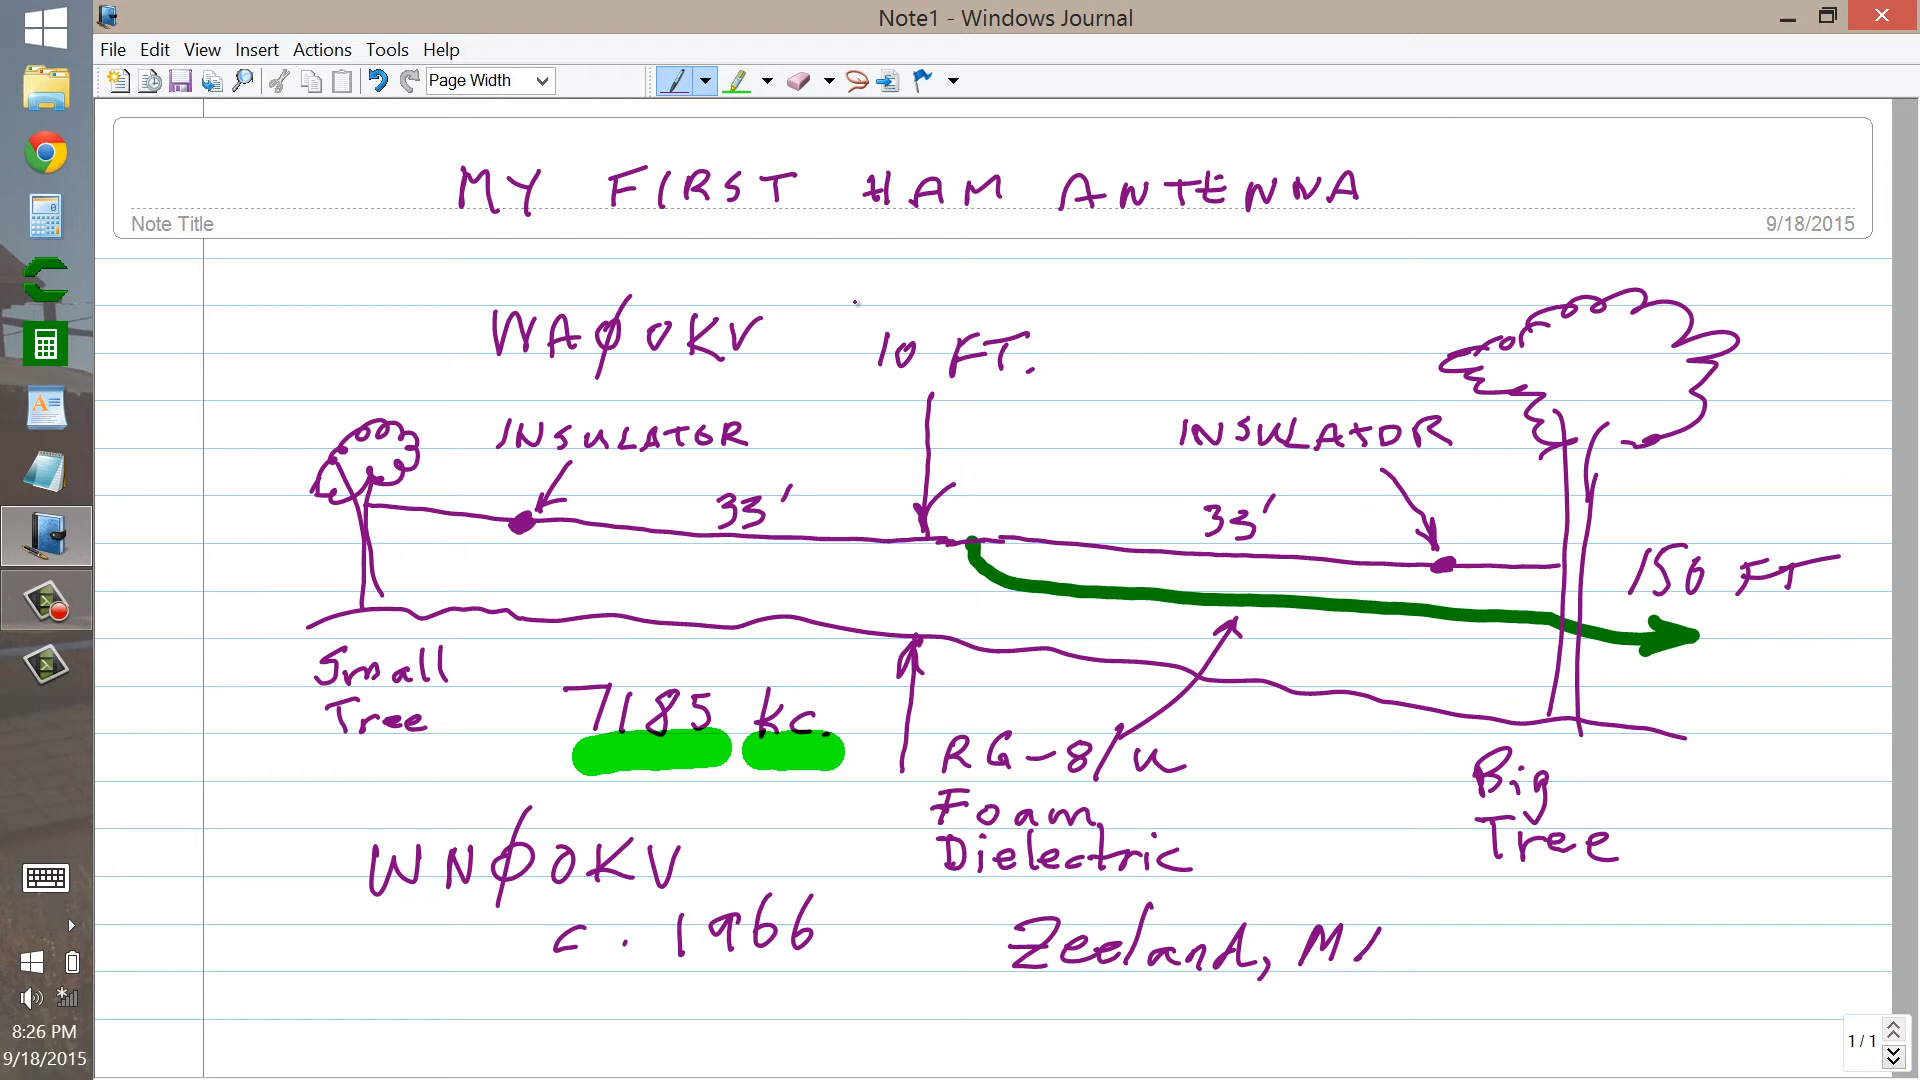 Note1 - Windows Journal
File Edit View Insert Actions Tools Help
Page Width
MY FIRST HAM ANTENNA
Note Title
9/18/2015
WAØOKV
10 FT.
INSULATOR
INSULATOR
33'
33'
150 FT
Small
Tree
7185 kc.
RG-8/u
Foam
Dielectric
Big
Tree
WNØOKV
c. 1966
Zeeland, MI
8:26 PM
9/18/2015
1 / 1